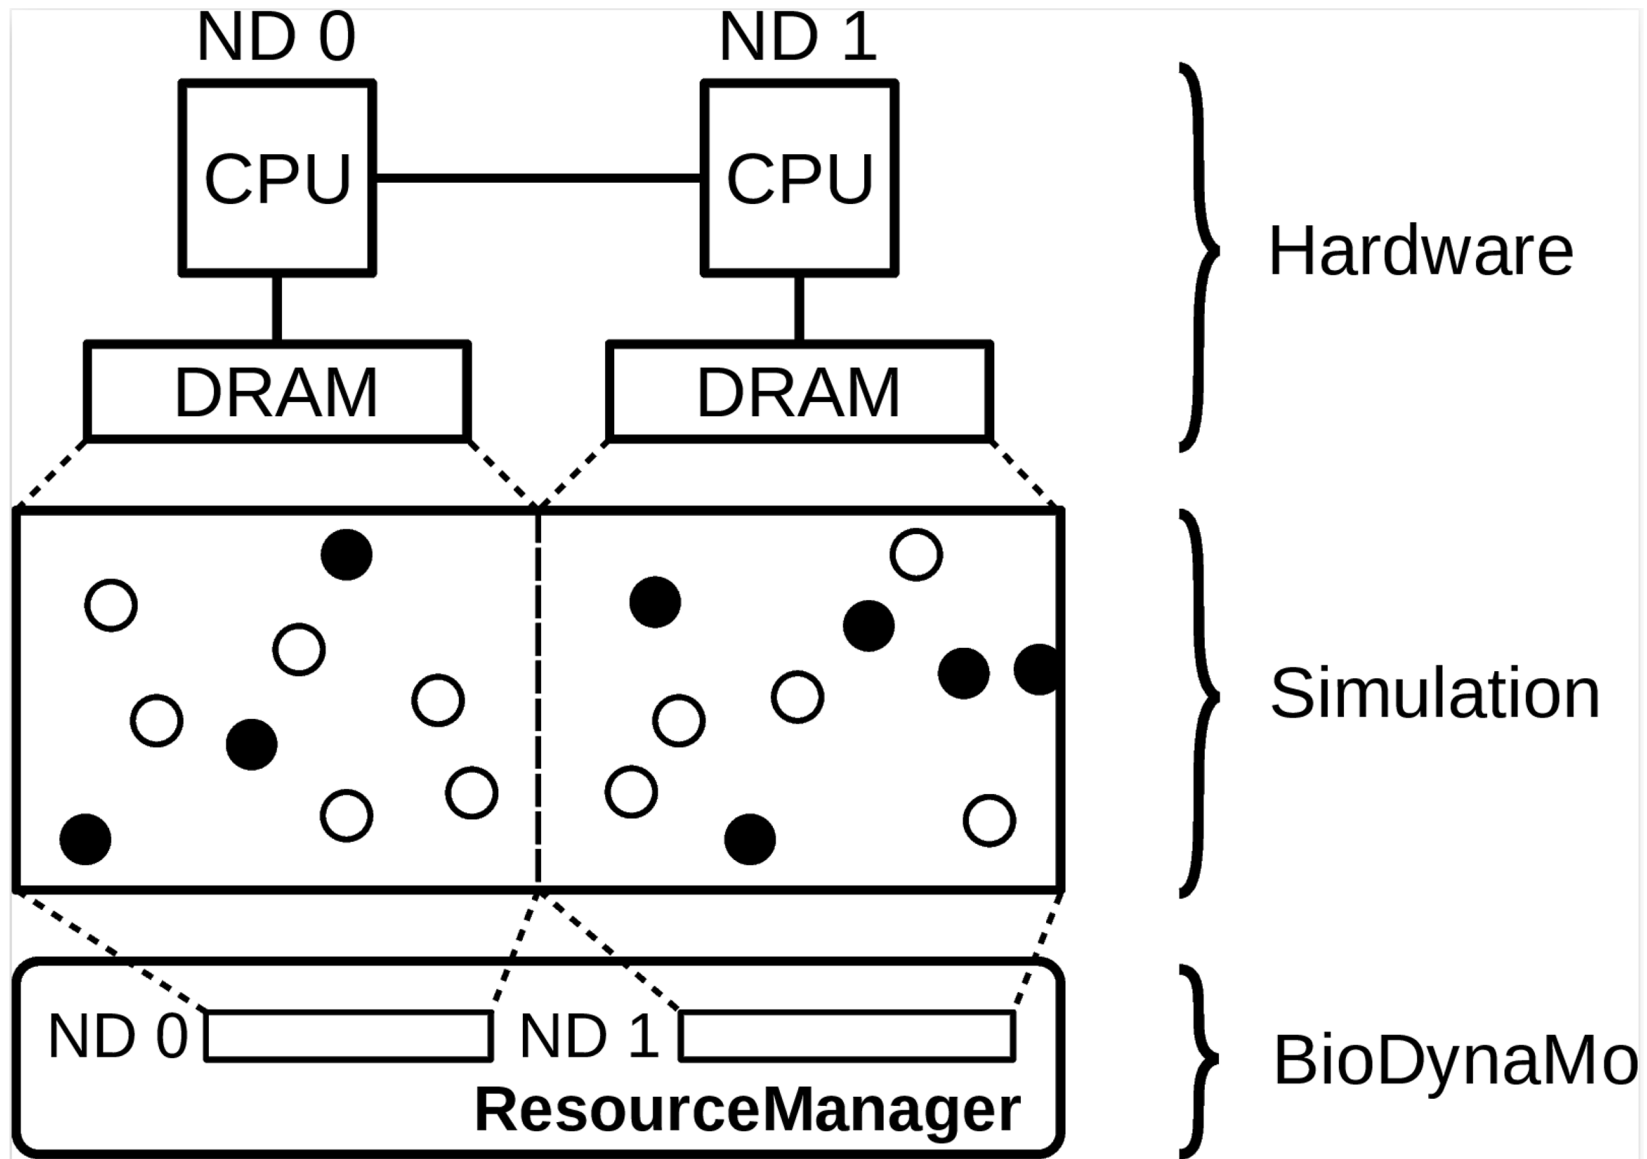 ND 0
ND 1
CPU
CPU
Hardware
DRAM
DRAM
Simulation
ND 0
ND 1
BioDynaMo
ResourceManager